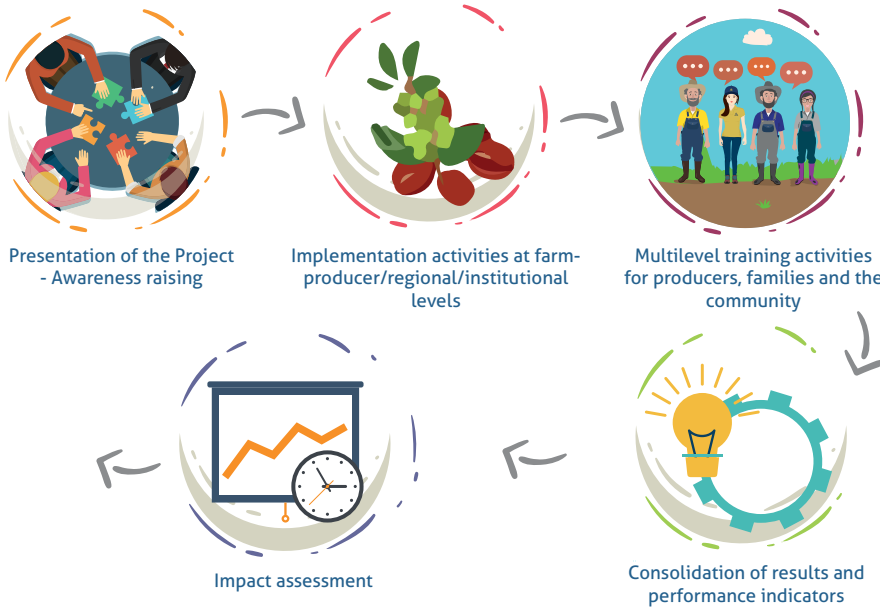 Presentation of the Project
- Awareness raising
Implementation activities at farm-
producer/regional/institutional
levels
Multilevel training activities
for producers, families and the
community
Impact assessment
Consolidation of results and
performance indicators